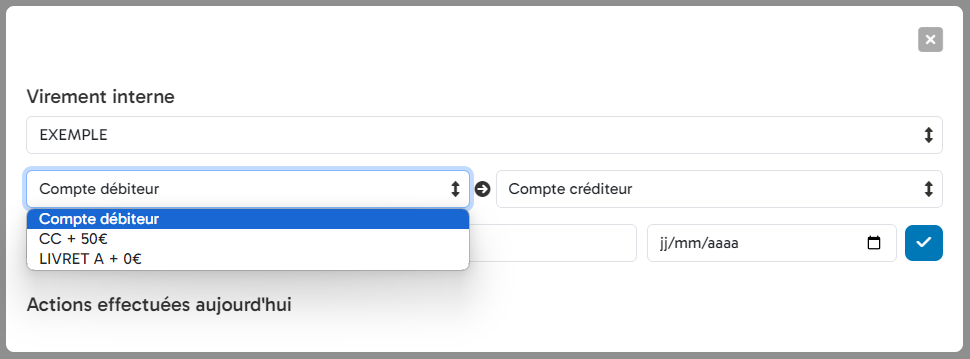 Virement interne
EXEMPLE
Compte débiteur
Compte créditeur
Compte débiteur
CC + 50€
LIVRET A + 0€
jj/mm/aaaa
Actions effectuées aujourd'hui